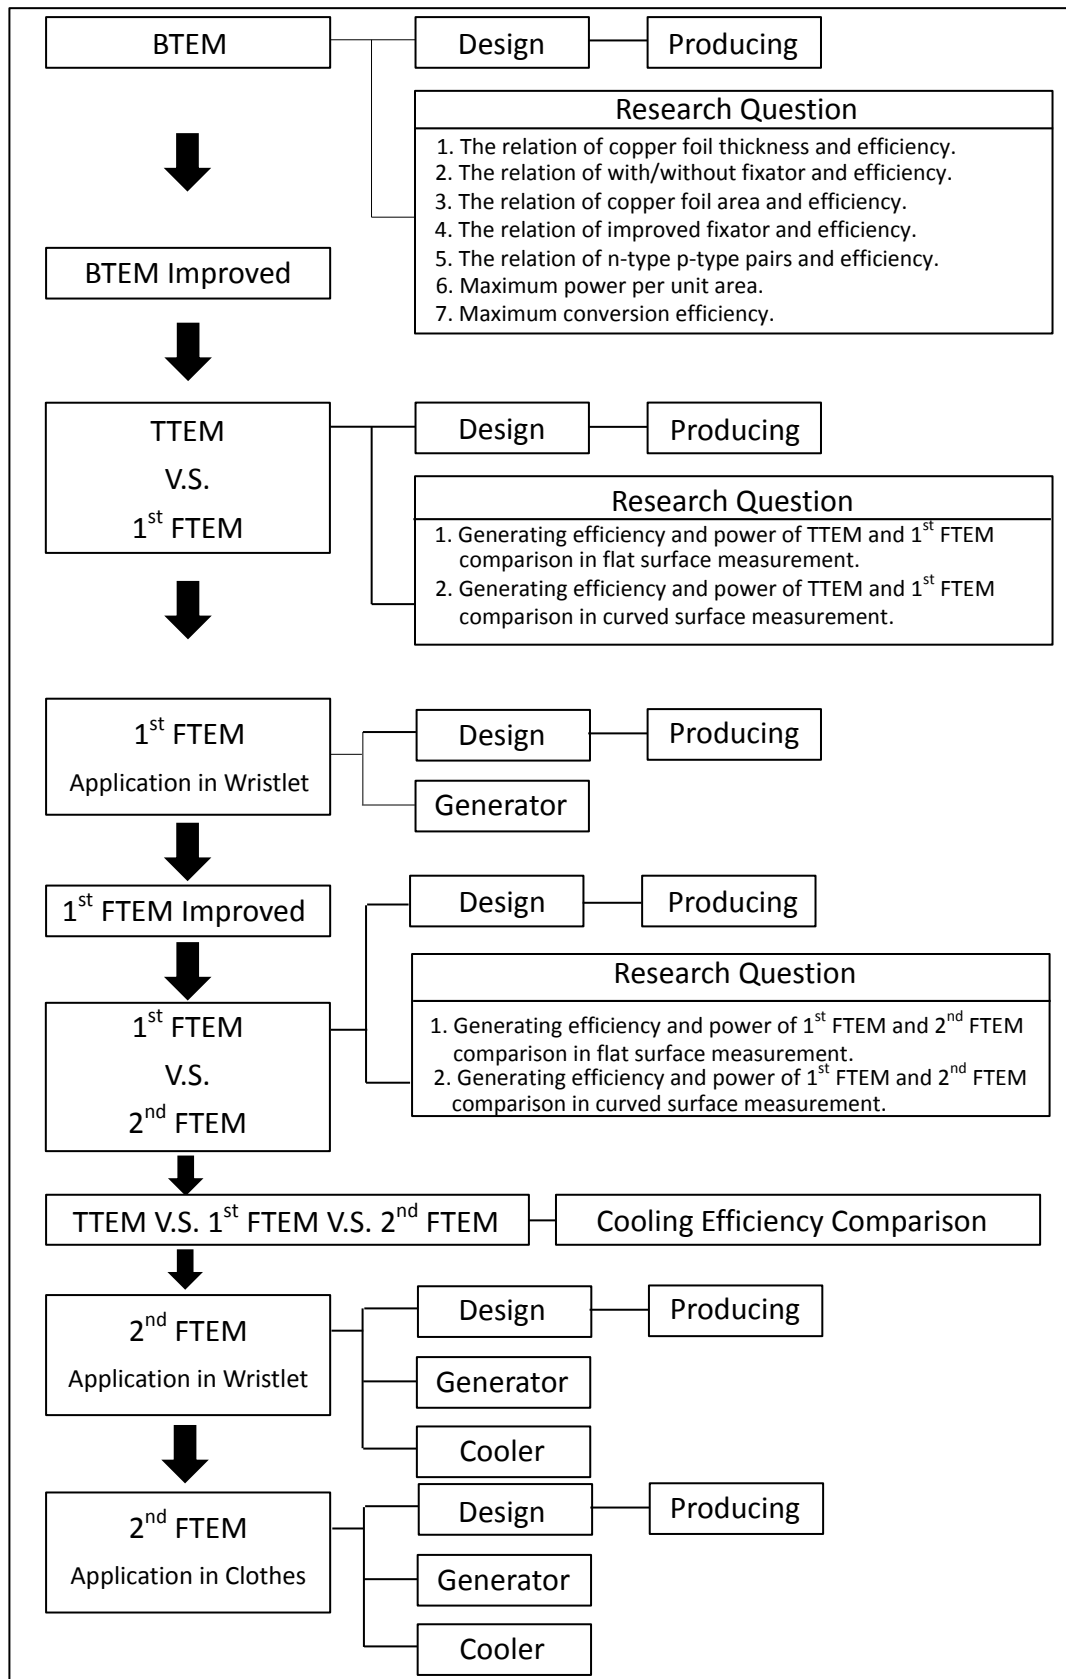 BTEM
Design
Producing
Research Question
1. The relation of copper foil thickness and efficiency.
2. The relation of with/without fixator and efficiency.
3. The relation of copper foil area and efficiency.
4. The relation of improved fixator and efficiency.
5. The relation of n-type p-type pairs and efficiency.
6. Maximum power per unit area.
7. Maximum conversion efficiency.
BTEM Improved
TTEM
V.S.
1st FTEM
Design
Producing
Research Question
1. Generating efficiency and power of TTEM and 1st FTEM
comparison in flat surface measurement.
2. Generating efficiency and power of TTEM and 1st FTEM
comparison in curved surface measurement.
1st FTEM
Application in Wristlet
Design
Producing
Generator
1st FTEM Improved
Design
Producing
1st FTEM
V.S.
2nd FTEM
Research Question
1. Generating efficiency and power of 1st FTEM and 2nd FTEM
comparison in flat surface measurement.
2. Generating efficiency and power of 1st FTEM and 2nd FTEM
comparison in curved surface measurement.
TTEM V.S. 1st FTEM V.S. 2nd FTEM
Cooling Efficiency Comparison
2nd FTEM
Application in Wristlet
Design
Producing
Generator
Cooler
2nd FTEM
Application in Clothes
Design
Producing
Generator
Cooler